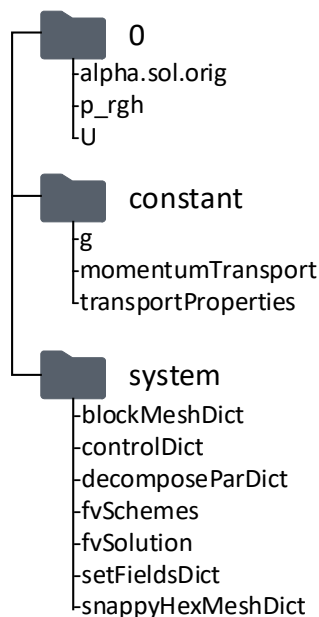 0
alpha.sol.orig
p_rgh
U
constant
g
momentumTransport
transportProperties
system
blockMeshDict
controlDict
decomposeParDict
fvSchemes
fvSolution
setFieldsDict
snappyHexMeshDict